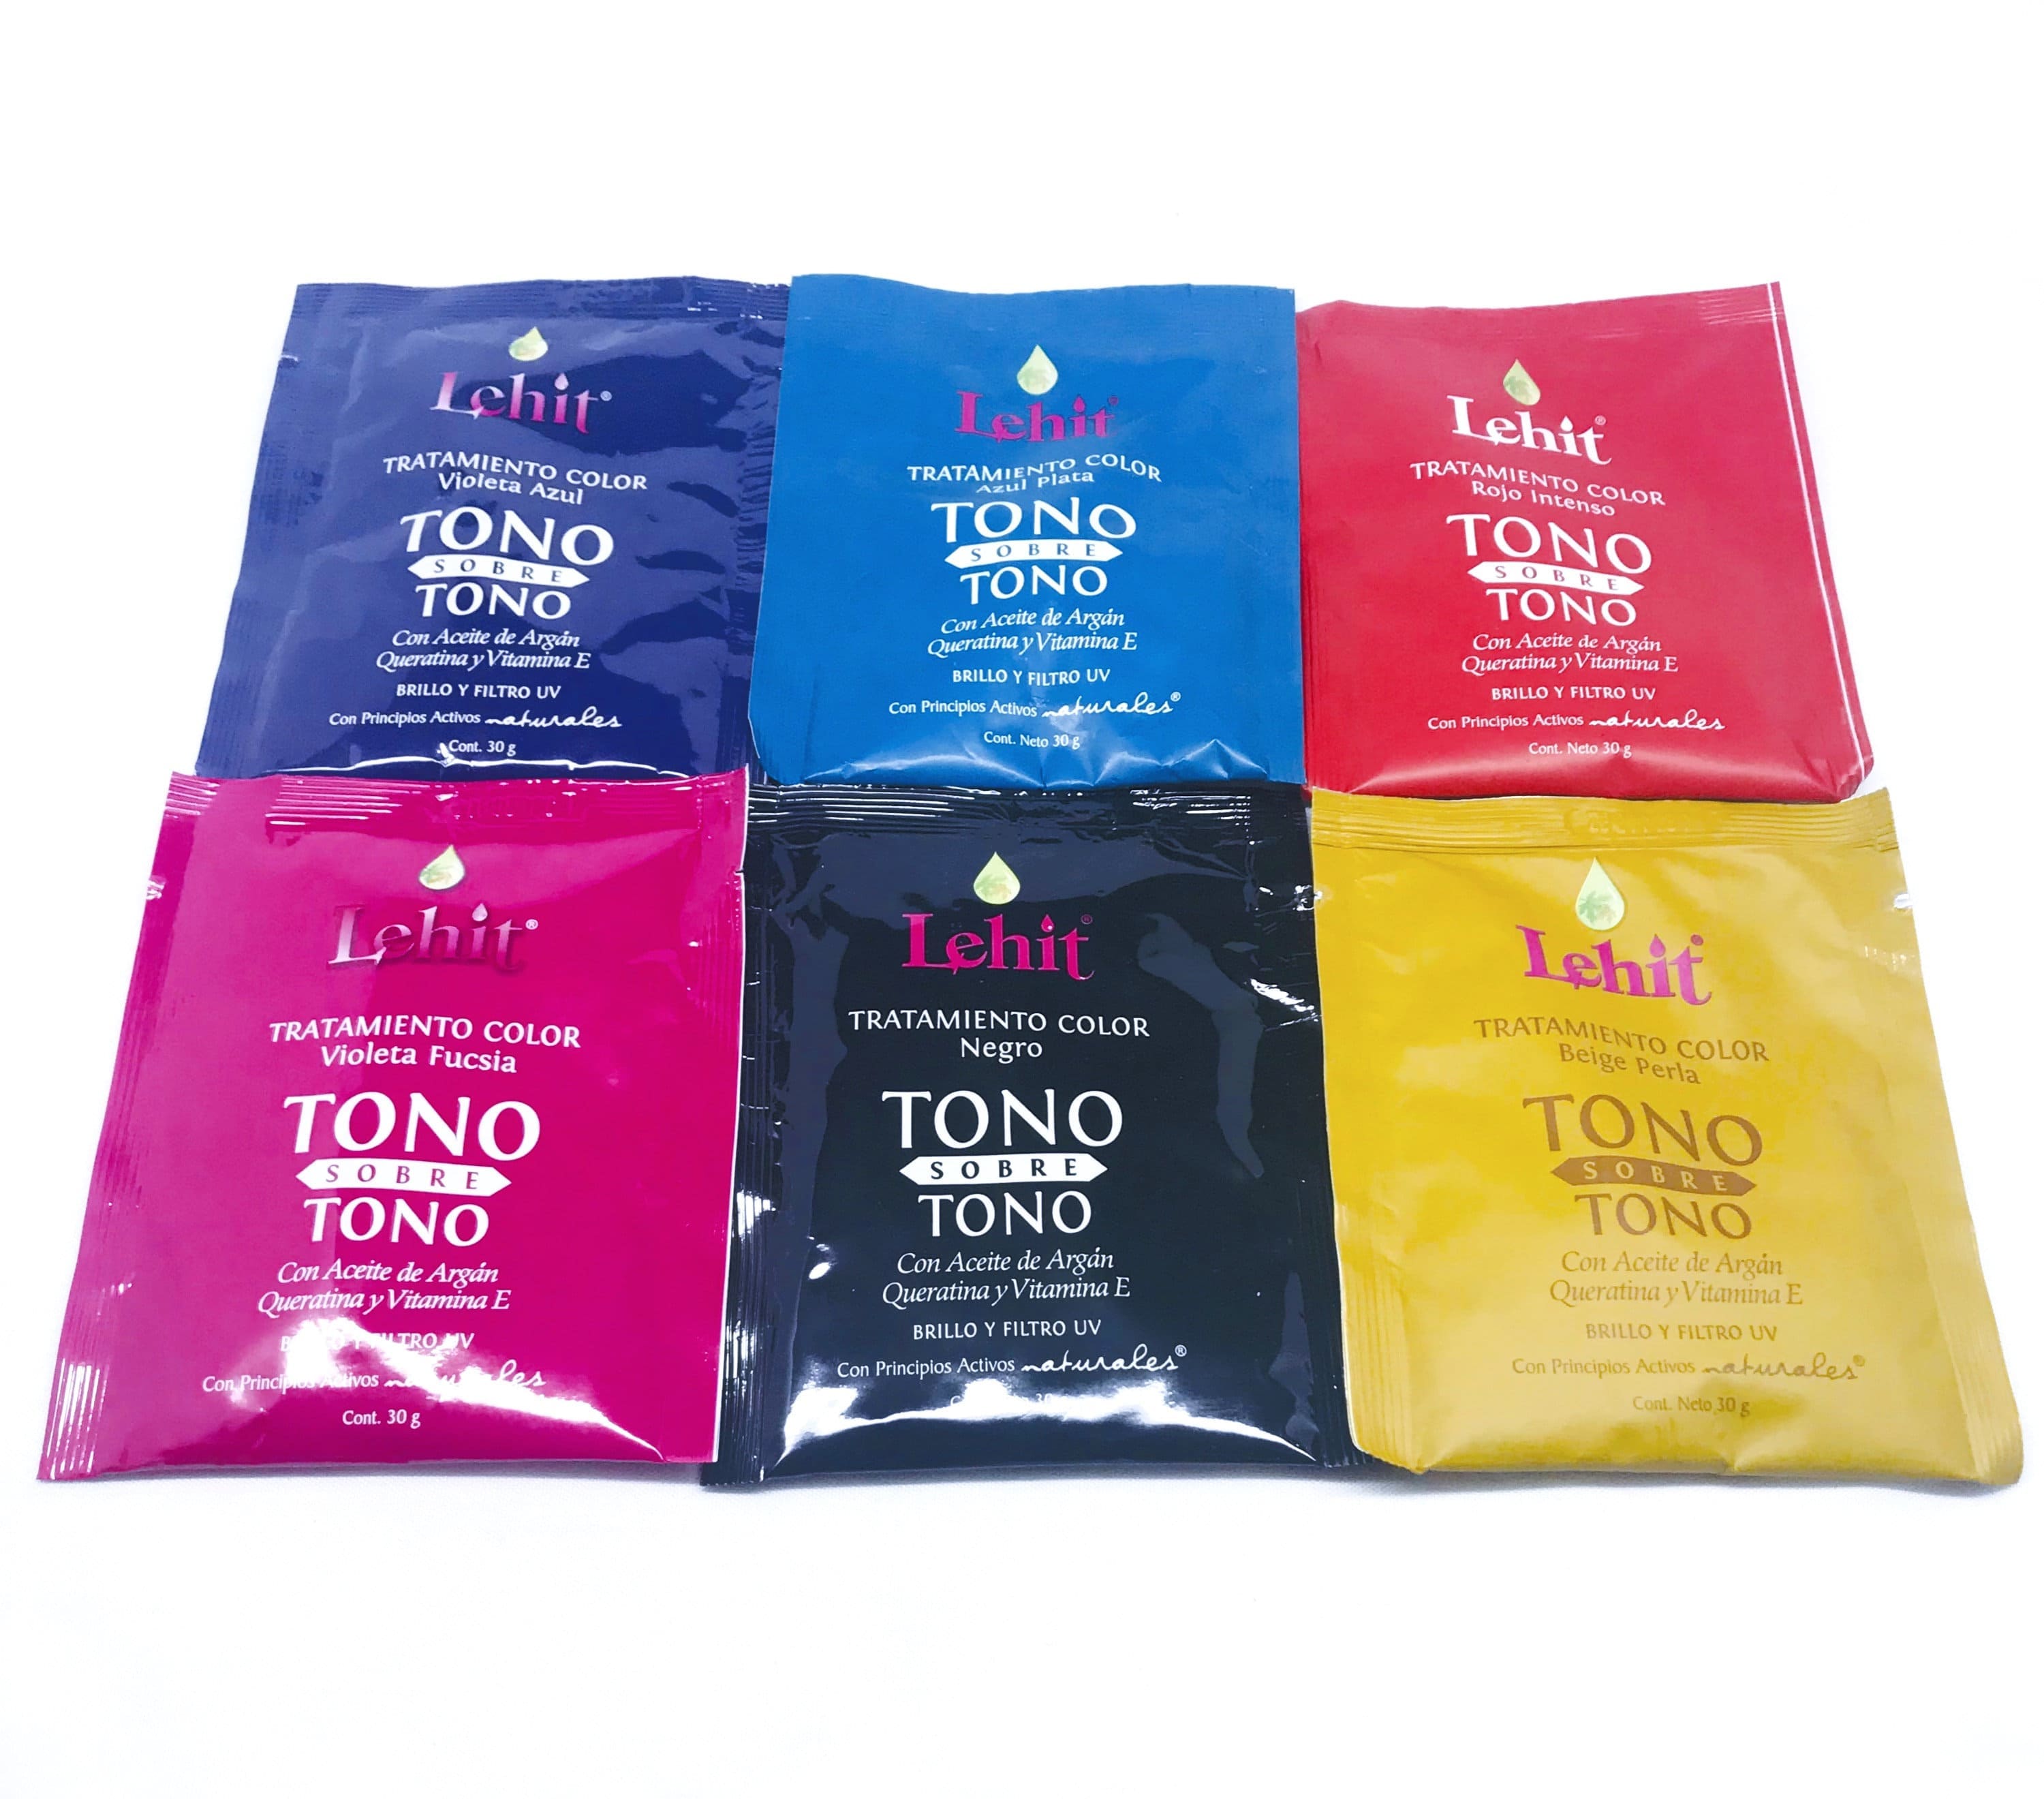 Lehit®
TRATAMIENTO COLOR
Violeta Azul
TONO
SOBRE
TONO
Con Aceite de Argán
Queratina y Vitamina E
BRILLO Y FILTRO UV
Con Principios Activos naturales
Cont. 30 g
Lehit®
TRATAMIENTO COLOR
Azul Plata
TONO
SOBRE
TONO
Con Aceite de Argán
Queratina y Vitamina E
BRILLO Y FILTRO UV
Con Principios Activos naturales®
Cont. Neto 30 g
Lehit®
TRATAMIENTO COLOR
Rojo Intenso
TONO
SOBRE
TONO
Con Aceite de Argán
Queratina y Vitamina E
BRILLO Y FILTRO UV
Con Principios Activos naturales
Cont. Neto 30 g
Lehit®
TRATAMIENTO COLOR
Violeta Fucsia
TONO
SOBRE
TONO
Con Aceite de Argán
Queratina y Vitamina E
BRILLO Y FILTRO UV
Con Principios Activos naturales
Cont. 30 g
Lehit®
TRATAMIENTO COLOR
Negro
TONO
SOBRE
TONO
Con Aceite de Argán
Queratina y Vitamina E
BRILLO Y FILTRO UV
Con Principios Activos naturales®
30
Lehit®
TRATAMIENTO COLOR
Beige Perla
TONO
SOBRE
TONO
Con Aceite de Argán
Queratina y Vitamina E
BRILLO Y FILTRO UV
Con Principios Activos naturales®
Cont. Neto 30 g